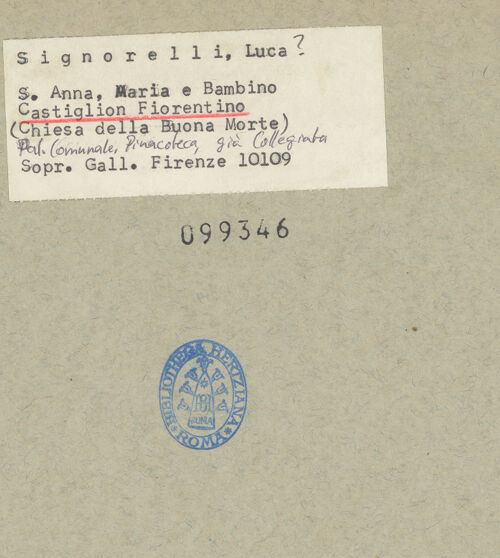 Signorelli, Luca?
S. Anna, Maria e Bambino
Castiglion Fiorentino
(Chiesa della Buona Morte)
Pal. Comunale, Pinacoteca, già Collegiata
Sopr. Gall. Firenze 10109
099346
BIBLIOTHECA HERTZIANA
ROMA